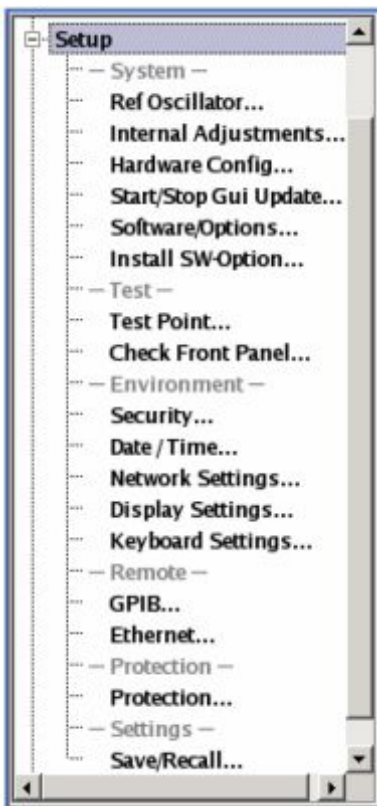 Setup
— System —
Ref Oscillator...
Internal Adjustments...
Hardware Config...
Start/Stop Gui Update...
Software/Options...
Install SW-Option...
— Test —
Test Point...
Check Front Panel...
— Environment —
Security...
Date / Time...
Network Settings...
Display Settings...
Keyboard Settings...
— Remote —
GPIB...
Ethernet...
— Protection —
Protection...
— Settings —
Save/Recall...